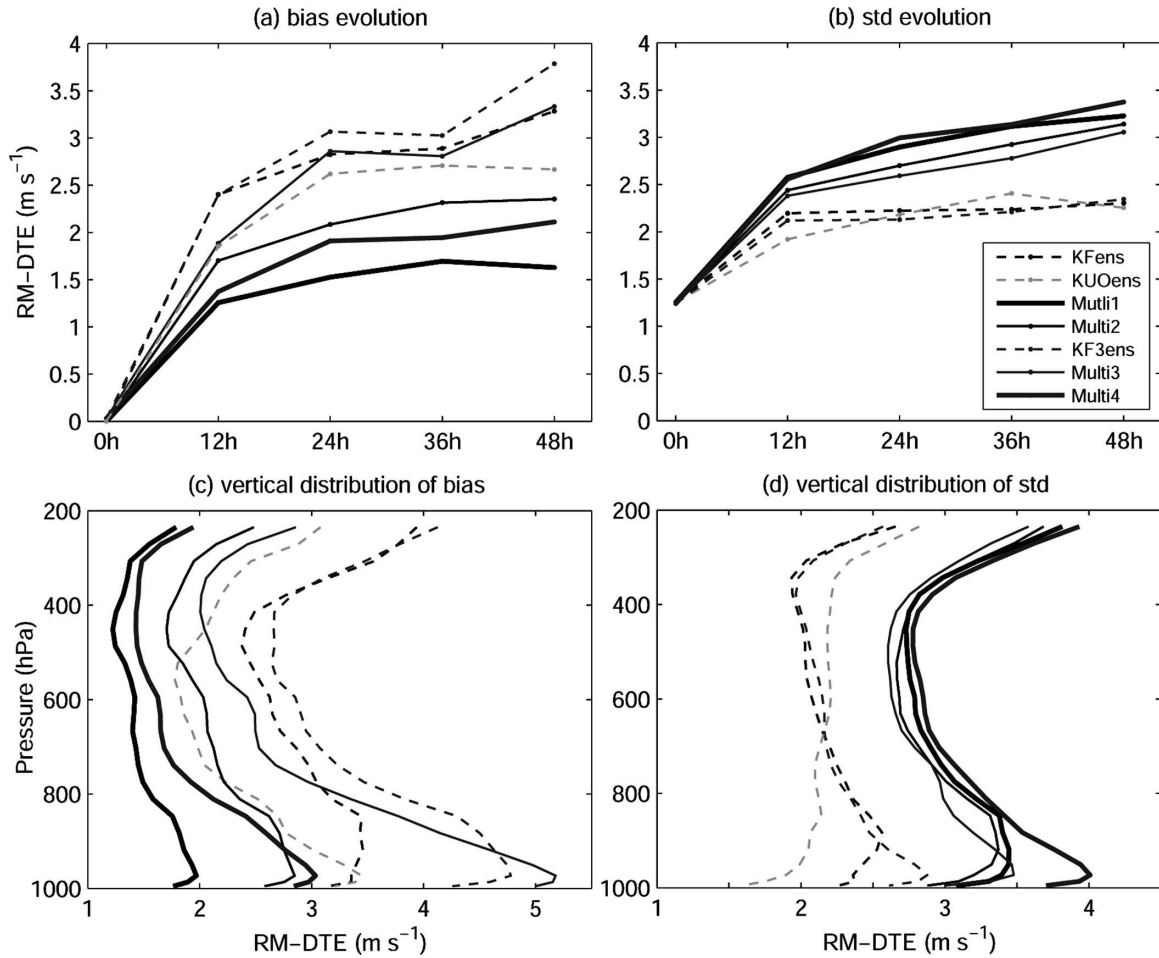 (a) bias evolution
(b) std evolution
RM−DTE (m s⁻¹)
4
3.5
3
2.5
2
1.5
1
0.5
0
0h 12h 24h 36h 48h
4
3.5
3
2.5
2
1.5
1
0.5
0
0h 12h 24h 36h 48h
KFens
KUOens
Mutli1
Multi2
KF3ens
Multi3
Multi4
(c) vertical distribution of bias
(d) vertical distribution of std
Pressure (hPa)
200
400
600
800
1000
1 2 3 4 5
RM−DTE (m s⁻¹)
200
400
600
800
1000
1 2 3 4
RM−DTE (m s⁻¹)